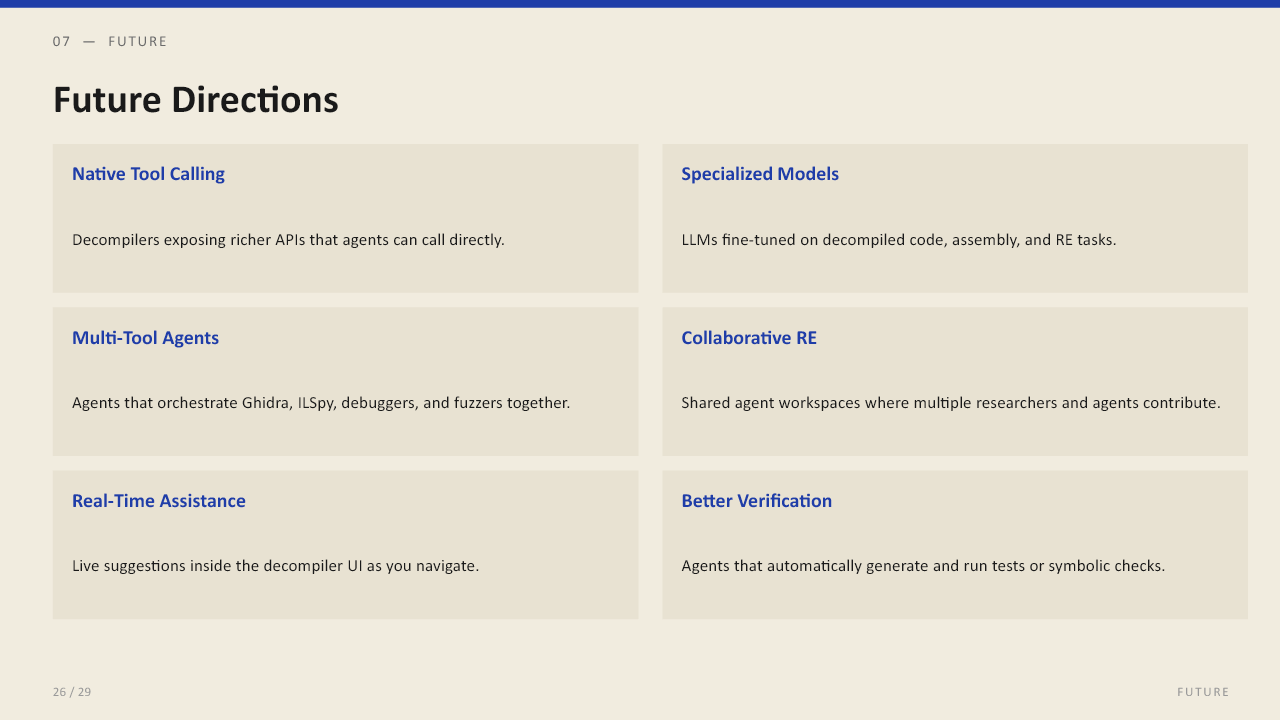 07 — FUTURE
Future Directions
Native Tool Calling
Decompilers exposing richer APIs that agents can call directly.
Specialized Models
LLMs fine-tuned on decompiled code, assembly, and RE tasks.
Multi-Tool Agents
Agents that orchestrate Ghidra, ILSpy, debuggers, and fuzzers together.
Collaborative RE
Shared agent workspaces where multiple researchers and agents contribute.
Real-Time Assistance
Live suggestions inside the decompiler UI as you navigate.
Better Verification
Agents that automatically generate and run tests or symbolic checks.
26 / 29
FUTURE